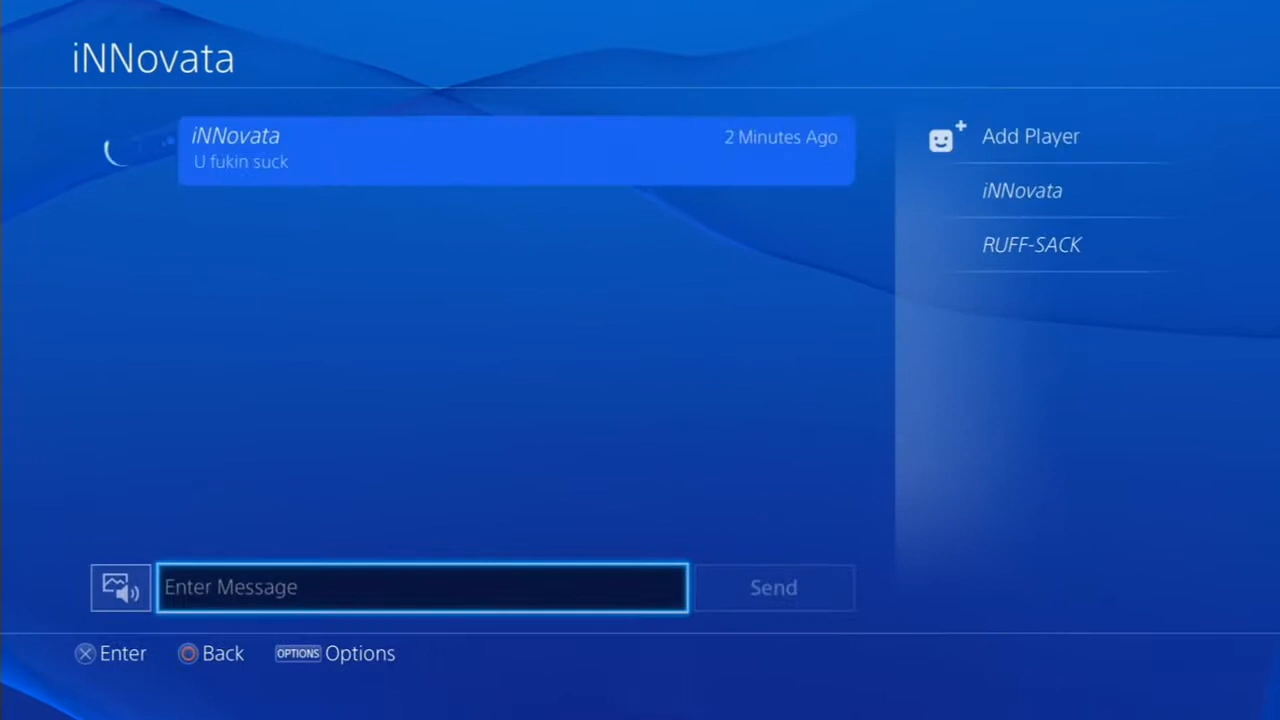 iNNovata
iNNovata 2 Minutes Ago
U fukin suck
Add Player
iNNovata
RUFF-SACK
Enter Message Send
Enter Back OPTIONS Options